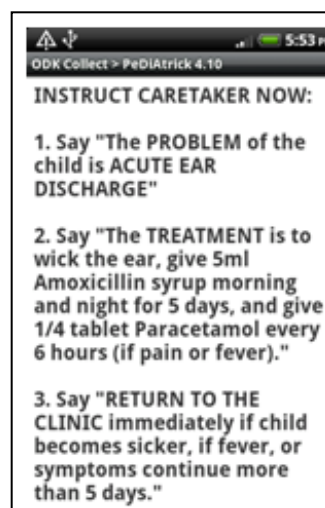 5:53 PM
ODK Collect > PeDiAtrick 4.10
INSTRUCT CARETAKER NOW:
1. Say "The PROBLEM of the
child is ACUTE EAR
DISCHARGE"
2. Say "The TREATMENT is to
wick the ear, give 5ml
Amoxicillin syrup morning
and night for 5 days, and give
1/4 tablet Paracetamol every
6 hours (if pain or fever)."
3. Say "RETURN TO THE
CLINIC immediately if child
becomes sicker, if fever, or
symptoms continue more
than 5 days."